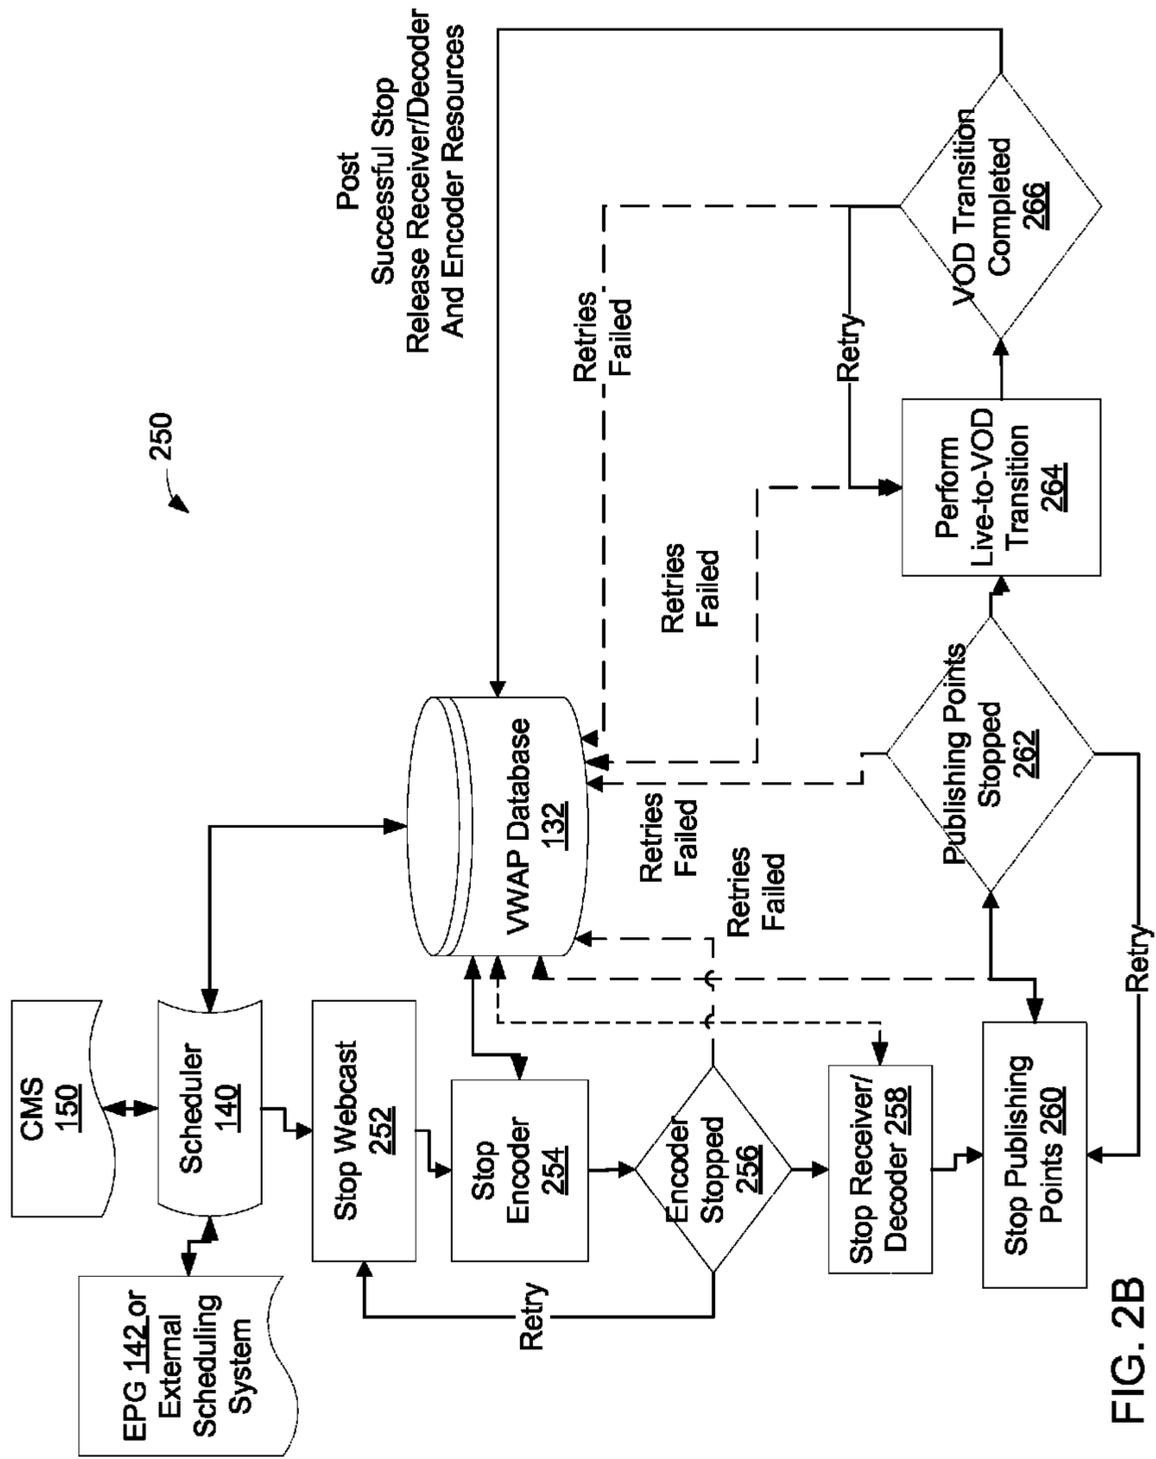 250
CMS
150
EPG 142 or
External
Scheduling
System
Scheduler
140
Stop Webcast
252
Stop
Encoder
254
Retry
Encoder
Stopped
256
Stop Receiver/
Decoder 258
Stop Publishing
Points 260
VWAP Database
132
Post
Successful Stop
Release Receiver/Decoder
And Encoder Resources
Retries
Failed
Retries
Failed
Retries
Failed
Retries
Failed
Publishing Points
Stopped
262
Retry
Perform
Live-to-VOD
Transition
264
Retry
VOD Transition
Completed
266
FIG. 2B